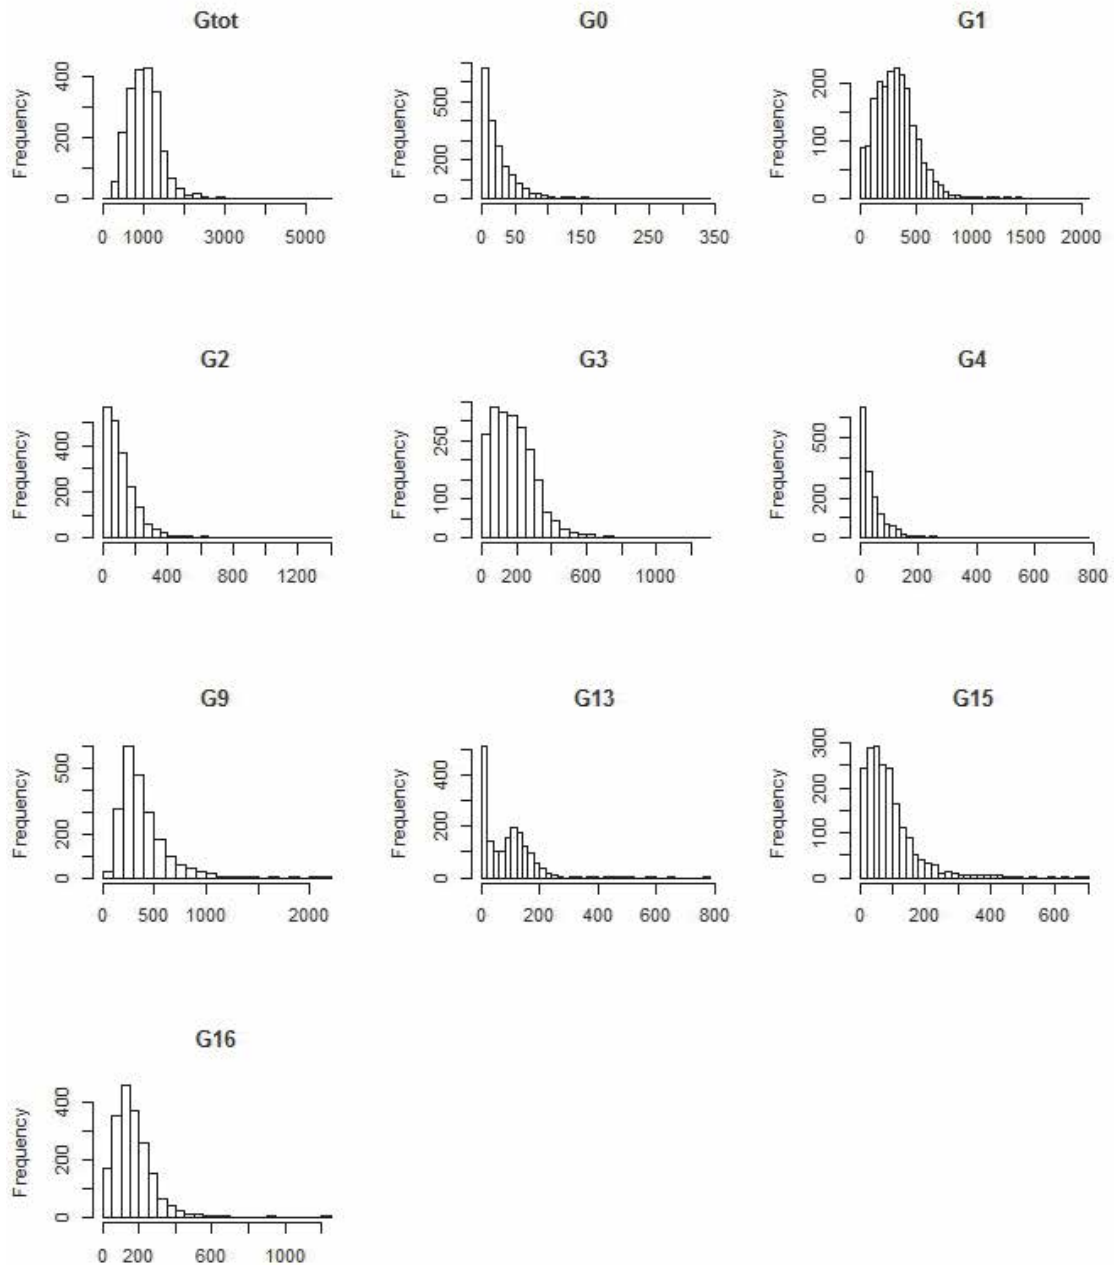 Gtot
Frequency
0 200 400
0 1000 3000 5000
G0
Frequency
0 200 500
0 50 150 250 350
G1
Frequency
0 100 200
0 500 1000 1500 2000
G2
Frequency
0 200 400
0 400 800 1200
G3
Frequency
0 100 250
0 200 600 1000
G4
Frequency
0 200 500
0 200 400 600 800
G9
Frequency
0 200 500
0 500 1000 2000
G13
Frequency
0 200 400
0 200 400 600 800
G15
Frequency
0 100 200 300
0 200 400 600
G16
Frequency
0 200 400
0 200 600 1000